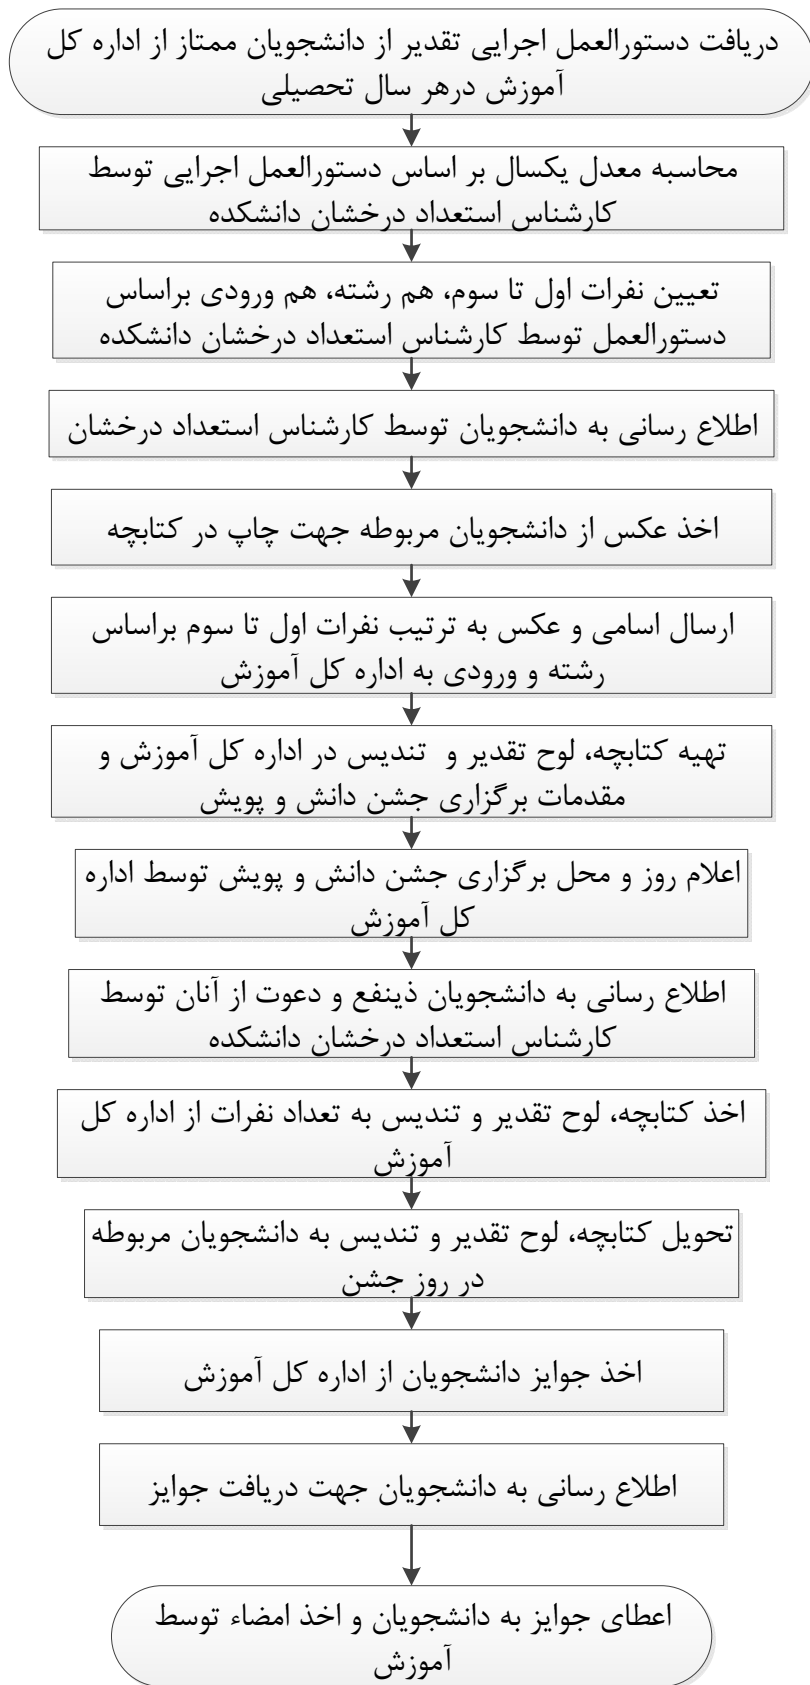 دریافت دستورالعمل اجرایی تقدیر از دانشجویان ممتاز از اداره کل
آموزش درهر سال تحصیلی
محاسبه معدل یکسال بر اساس دستورالعمل اجرایی توسط
کارشناس استعداد درخشان دانشکده
تعیین نفرات اول تا سوم، هم رشته، هم ورودی براساس
دستورالعمل توسط کارشناس استعداد درخشان دانشکده
اطلاع رسانی به دانشجویان توسط کارشناس استعداد درخشان
اخذ عکس از دانشجویان مربوطه جهت چاپ در کتابچه
ارسال اسامی و عکس به ترتیب نفرات اول تا سوم براساس
رشته و ورودی به اداره کل آموزش
تهیه کتابچه، لوح تقدیر و تندیس در اداره کل آموزش و
مقدمات برگزاری جشن دانش و پویش
اعلام روز و محل برگزاری جشن دانش و پویش توسط اداره
کل آموزش
اطلاع رسانی به دانشجویان ذینفع و دعوت از آنان توسط
کارشناس استعداد درخشان دانشکده
اخذ کتابچه، لوح تقدیر و تندیس به تعداد نفرات از اداره کل
آموزش
تحویل کتابچه، لوح تقدیر و تندیس به دانشجویان مربوطه
در روز جشن
اخذ جوایز دانشجویان از اداره کل آموزش
اطلاع رسانی به دانشجویان جهت دریافت جوایز
اعطای جوایز به دانشجویان و اخذ امضاء توسط
آموزش